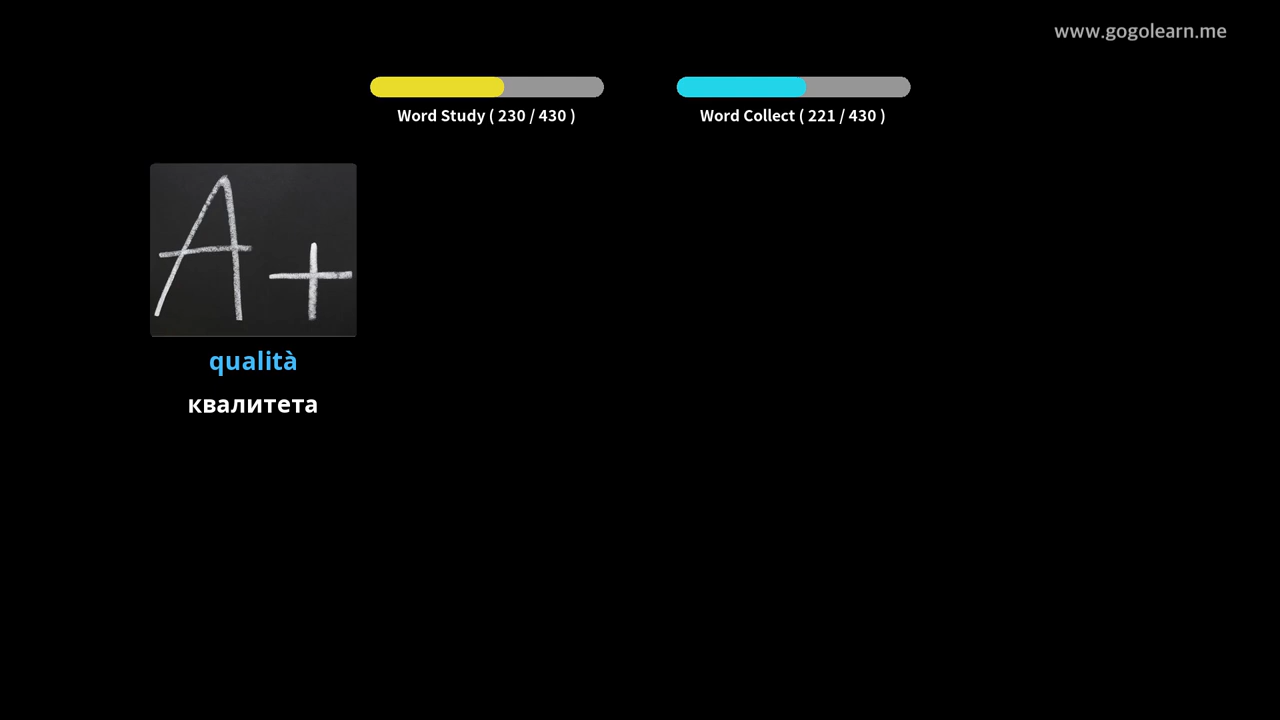 www.gogolearn.me
Word Study ( 230 / 430 )
Word Collect ( 221 / 430 )
A+
qualità
квалитета